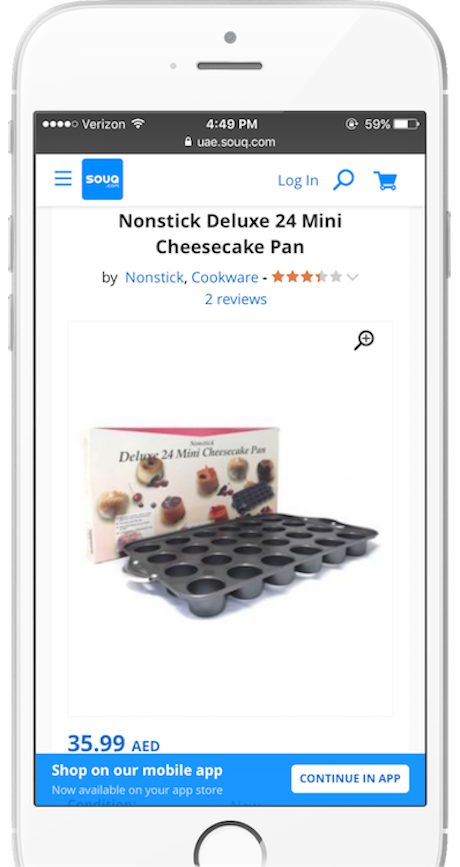 Verizon 4:49 PM 59%
uae.souq.com
souq
.com
Log In
Nonstick Deluxe 24 Mini
Cheesecake Pan
by Nonstick, Cookware -
2 reviews
Nonstick
Deluxe 24 Mini Cheesecake Pan
35.99 AED
Shop on our mobile app
Now available on your app store
CONTINUE IN APP
Condition: New